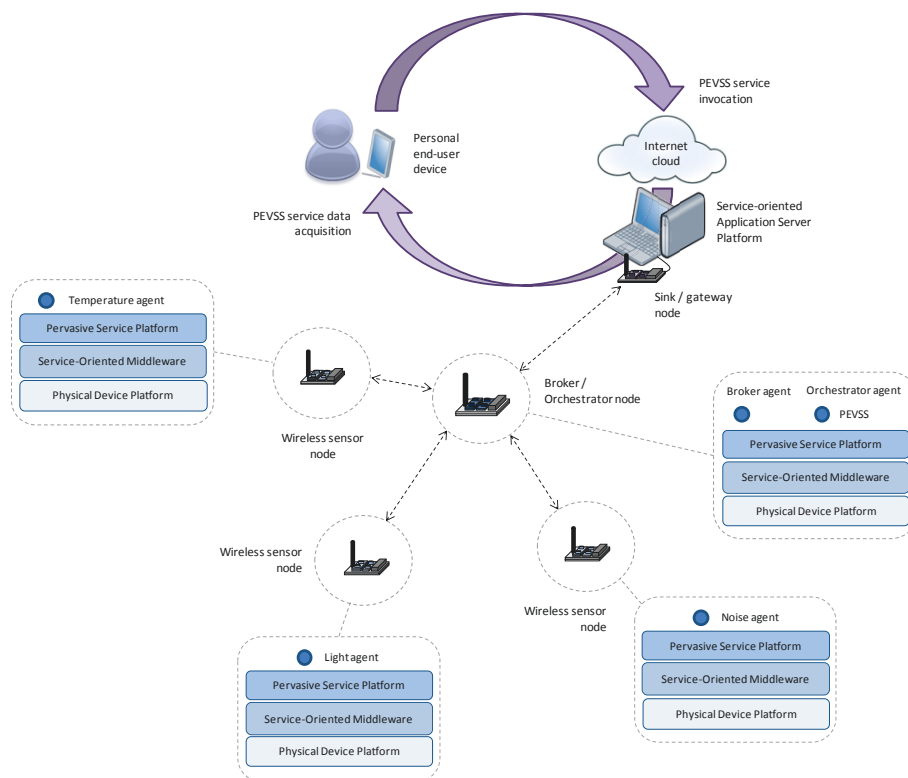 PEVSS service
invocation
Personal
end-user
device
Internet
cloud
PEVSS service data
acquisition
Service-oriented
Application Server
Platform
Sink / gateway
node
Temperature agent
Pervasive Service Platform
Service-Oriented Middleware
Physical Device Platform
Wireless sensor
node
Broker /
Orchestrator node
Broker agent
Orchestrator agent
PEVSS
Pervasive Service Platform
Service-Oriented Middleware
Physical Device Platform
Wireless sensor
node
Wireless sensor
node
Light agent
Pervasive Service Platform
Service-Oriented Middleware
Physical Device Platform
Noise agent
Pervasive Service Platform
Service-Oriented Middleware
Physical Device Platform